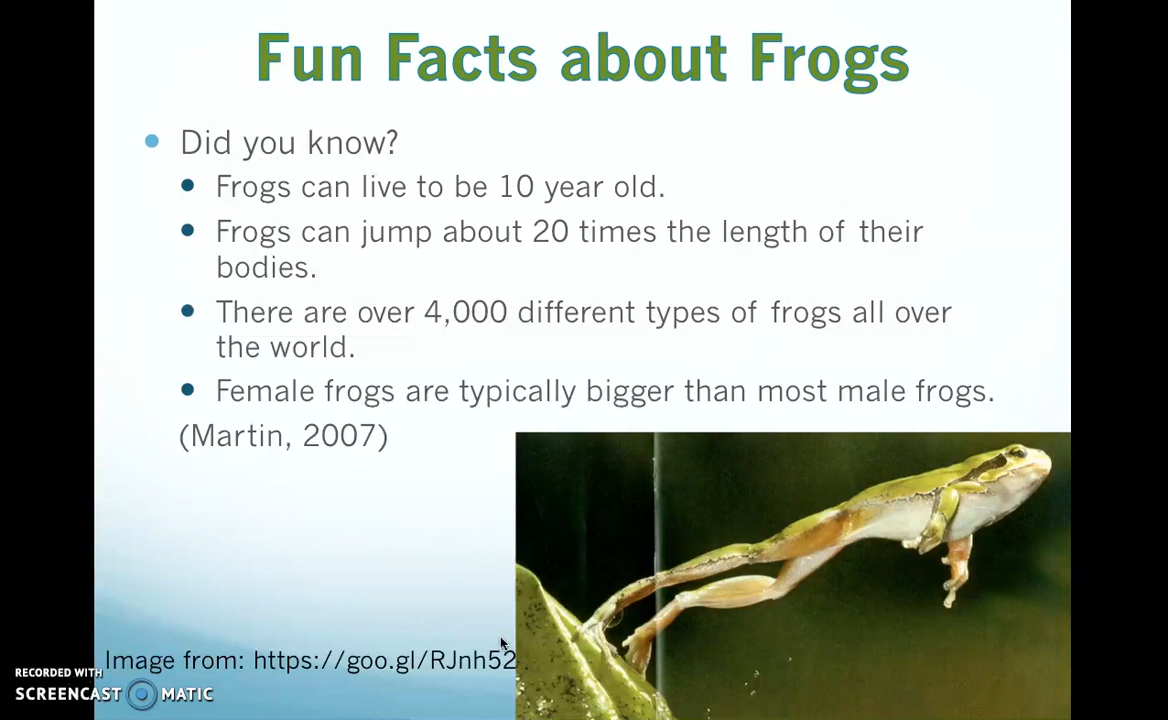 Fun Facts about Frogs
Did you know?
Frogs can live to be 10 year old.
Frogs can jump about 20 times the length of their
bodies.
There are over 4,000 different types of frogs all over
the world.
Female frogs are typically bigger than most male frogs.
(Martin, 2007)
Image from: https://goo.gl/RJnh52
RECORDED WITH
SCREENCAST MATIC